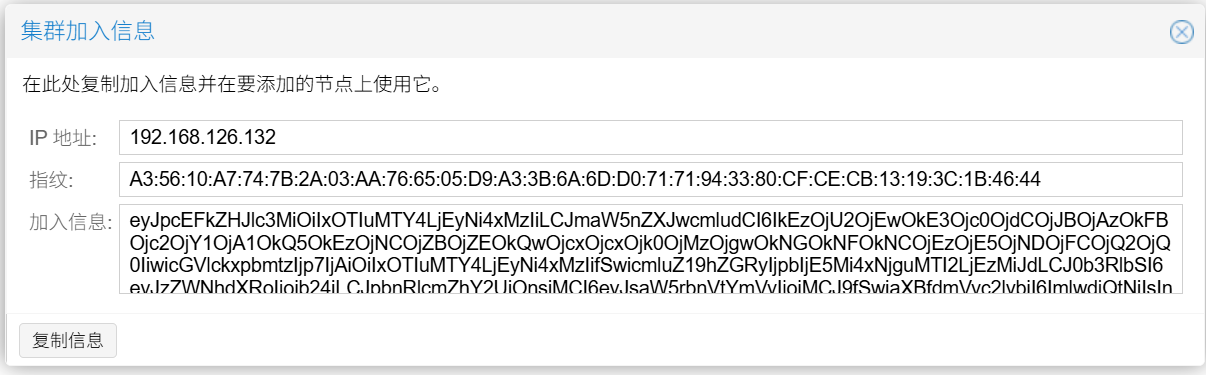 集群加入信息
在此处复制加入信息并在要添加的节点上使用它。
IP 地址: 192.168.126.132
指纹: A3:56:10:A7:74:7B:2A:03:AA:76:65:05:D9:A3:3B:6A:6D:D0:71:71:94:33:80:CF:CE:CB:13:19:3C:1B:46:44
加入信息: eyJpcEFkZHJlc3MiOiIxOTIuMTY4LjEyNi4xMzIiLCJmaW5nZXJwcmludCI6IkEzOjU2OjEwOkE3Ojc0OjdCOjJBOjAzOkFB
Ojc2OjY1OjA1OkQ5OkEzOjNCOjZBOjZEOkQwOjcxOjcxOjk0OjMzOjgwOkNGOkNFOkNCOjEzOjE5OjNDOjFCOjQ2OjQ
0IiwicGVlckxpbmtzIjp7IjAiOiIxOTIuMTY4LjEyNi4xMzIifSwicmluZ19hZGRyIjpbIjE5Mi4xNjguMTI2LjEzMiJdLCJ0b3RlbSI6
eyJzZWNhdXRoIjoib24iLCJpbnRlcmZhY2UiOnsiMCI6eyJsaW5rbnVtYmVyIjoiMCJ9fSwiaXBfdmVyc2lvbiI6ImlwdjQtNiIsIn
复制信息